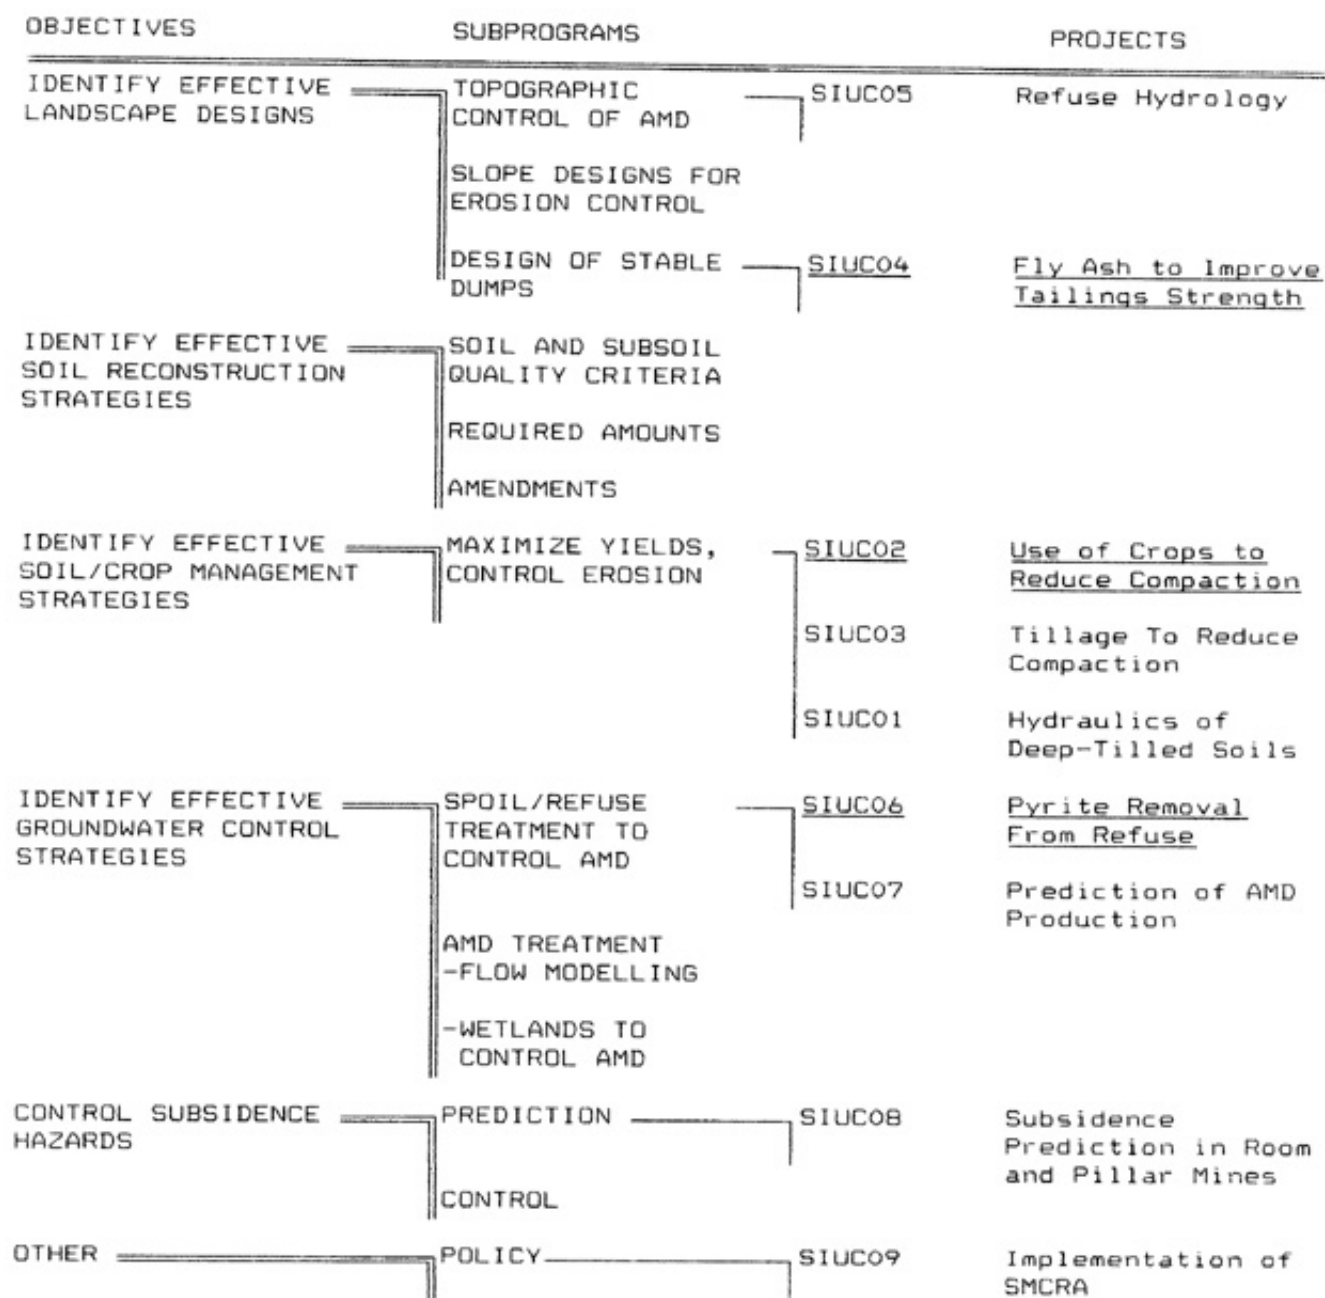 OBJECTIVES SUBPROGRAMS PROJECTS
IDENTIFY EFFECTIVE TOPOGRAPHIC SIUC05 Refuse Hydrology
LANDSCAPE DESIGNS CONTROL OF AMD
SLOPE DESIGNS FOR
EROSION CONTROL
DESIGN OF STABLE SIUC04 Fly Ash to Improve
DUMPS Tailings Strength
IDENTIFY EFFECTIVE SOIL AND SUBSOIL
SOIL RECONSTRUCTION QUALITY CRITERIA
STRATEGIES
REQUIRED AMOUNTS
AMENDMENTS
IDENTIFY EFFECTIVE MAXIMIZE YIELDS, SIUC02 Use of Crops to
SOIL/CROP MANAGEMENT CONTROL EROSION Reduce Compaction
STRATEGIES
SIUC03 Tillage To Reduce
Compaction
SIUC01 Hydraulics of
Deep-Tilled Soils
IDENTIFY EFFECTIVE SPOIL/REFUSE SIUC06 Pyrite Removal
GROUNDWATER CONTROL TREATMENT TO From Refuse
STRATEGIES CONTROL AMD
SIUC07 Prediction of AMD
Production
AMD TREATMENT
-FLOW MODELLING
-WETLANDS TO
CONTROL AMD
CONTROL SUBSIDENCE PREDICTION SIUC08 Subsidence
HAZARDS Prediction in Room
and Pillar Mines
CONTROL
OTHER POLICY SIUC09 Implementation of
SMCRA